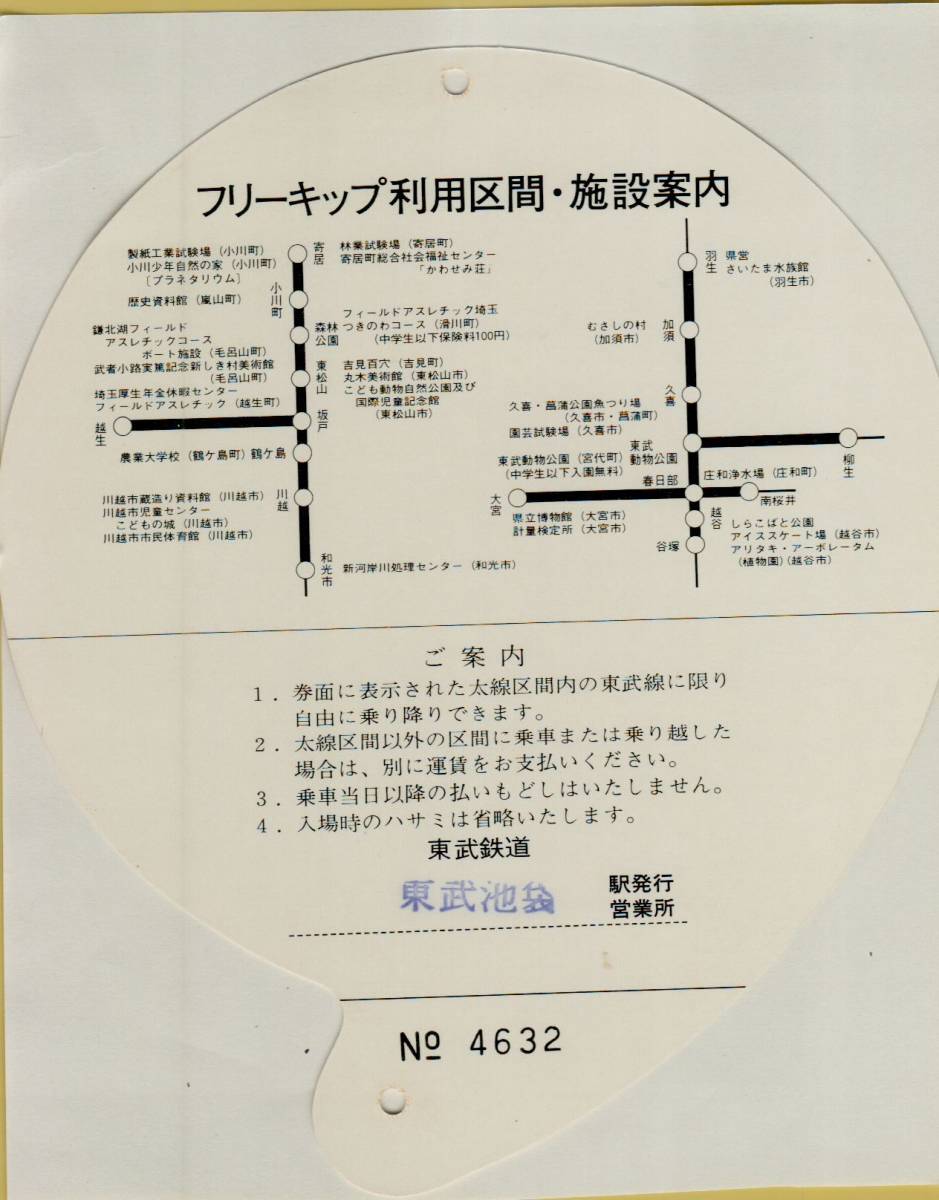 フリーキップ利用区間・施設案内
製紙工業試験場（小川町）
小川少年自然の家（小川町）
〔プラネタリウム〕
寄居
林業試験場（寄居町）
寄居町総合社会福祉センター
「かわせみ荘」
歴史資料館（嵐山町）
小川町
鎌北湖フィールド
アスレチックコース
ボート施設（毛呂山町）
森林公園
フィールドアスレチック埼玉
つきのわコース（滑川町）
（中学生以下保険料100円）
武者小路実篤記念新しき村美術館
（毛呂山町）
東松山
吉見百穴（吉見町）
丸木美術館（東松山市）
こども動物自然公園及び
国際児童記念館
（東松山市）
埼玉厚生年金休暇センター
フィールドアスレチック（越生町）
越生
坂戸
農業大学校（鶴ケ島町）鶴ケ島
川越市蔵造り資料館（川越市）
川越市児童センター
こどもの城（川越市）
川越市市民体育館（川越市）
川越
和光市
新河岸川処理センター（和光市）
羽生
県営
さいたま水族館
（羽生市）
むさしの村
（加須市）
加須
久喜
久喜・菖蒲公園魚つり場
（久喜市・菖蒲町）
園芸試験場（久喜市）
東武動物公園（宮代町）
（中学生以下入園無料）
東武
動物公園
柳生
春日部
庄和浄水場（庄和町）
南桜井
大宮
県立博物館（大宮市）
計量検定所（大宮市）
越谷
しらこばと公園
アイススケート場（越谷市）
アリタキ・アーボレータム
（植物園）（越谷市）
谷塚
ご案内
1．券面に表示された太線区間内の東武線に限り
自由に乗り降りできます。
2．太線区間以外の区間に乗車または乗り越した
場合は、別に運賃をお支払いください。
3．乗車当日以降の払いもどしはいたしません。
4．入場時のハサミは省略いたします。
東武鉄道
東武池袋
駅発行
営業所
№ 4632